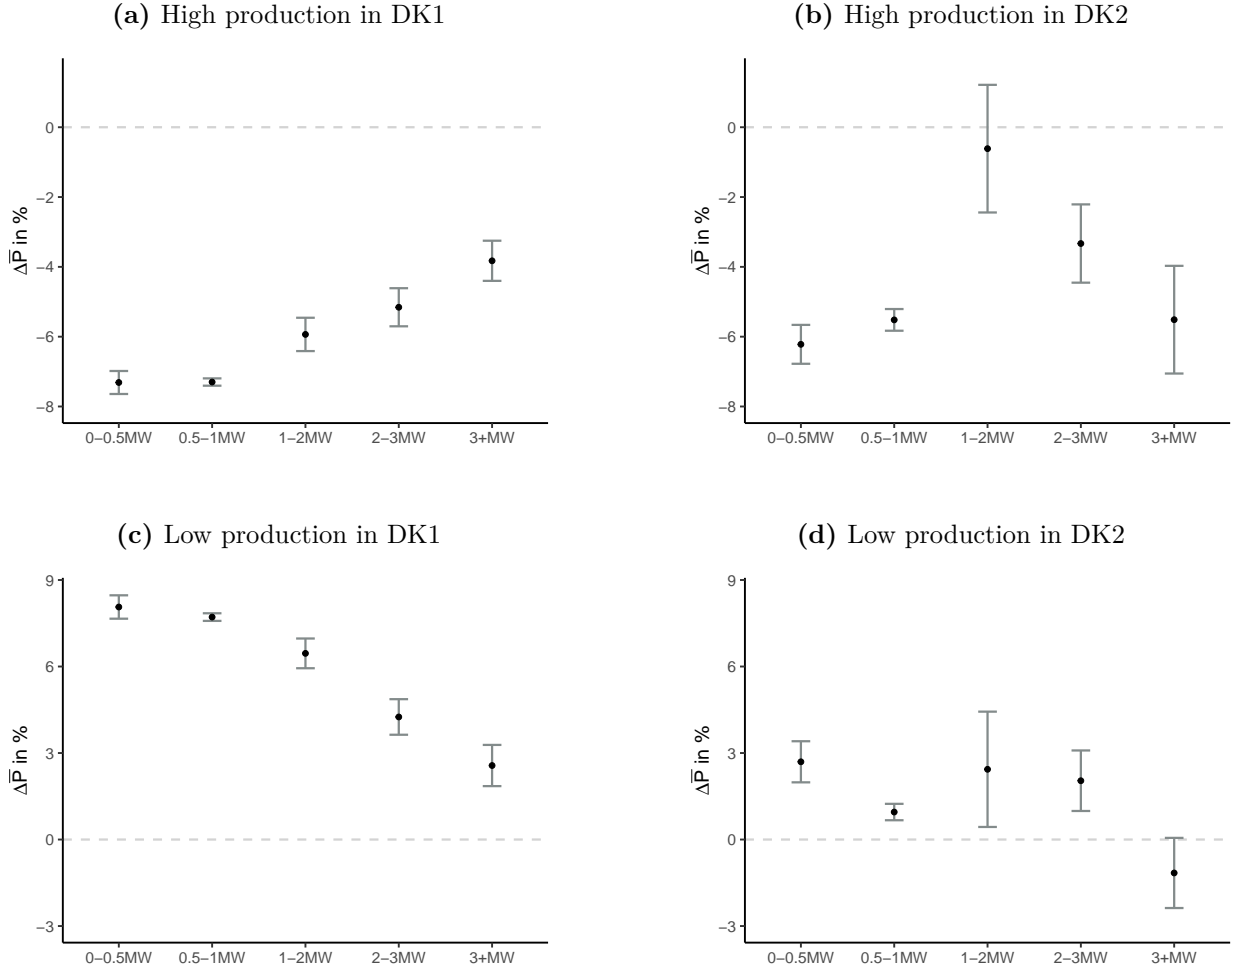 (a) High production in DK1
0
−2
−4
−6
−8
ΔP̅ in %
0−0.5MW 0.5−1MW 1−2MW 2−3MW 3+MW
(b) High production in DK2
0
−2
−4
−6
−8
ΔP̅ in %
0−0.5MW 0.5−1MW 1−2MW 2−3MW 3+MW
(c) Low production in DK1
9
6
3
0
−3
ΔP̅ in %
0−0.5MW 0.5−1MW 1−2MW 2−3MW 3+MW
(d) Low production in DK2
9
6
3
0
−3
ΔP̅ in %
0−0.5MW 0.5−1MW 1−2MW 2−3MW 3+MW